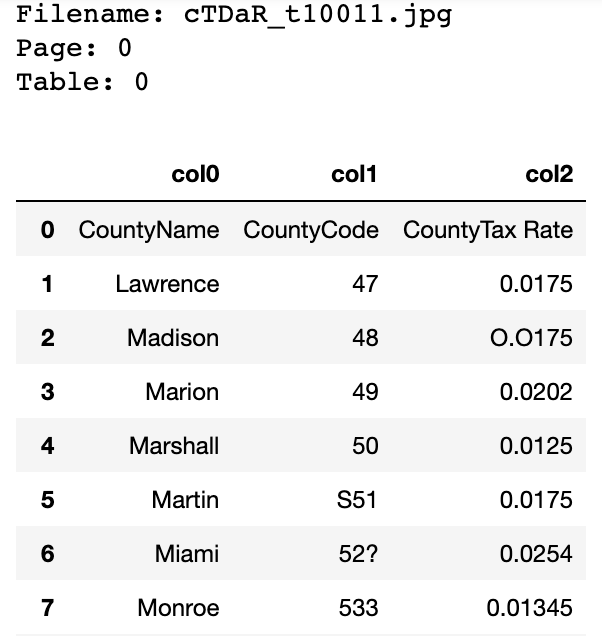 Filename: cTDaR_t10011.jpg
Page: 0
Table: 0
col0 col1 col2
0 CountyName CountyCode CountyTax Rate
1 Lawrence 47 0.0175
2 Madison 48 O.O175
3 Marion 49 0.0202
4 Marshall 50 0.0125
5 Martin S51 0.0175
6 Miami 52? 0.0254
7 Monroe 533 0.01345